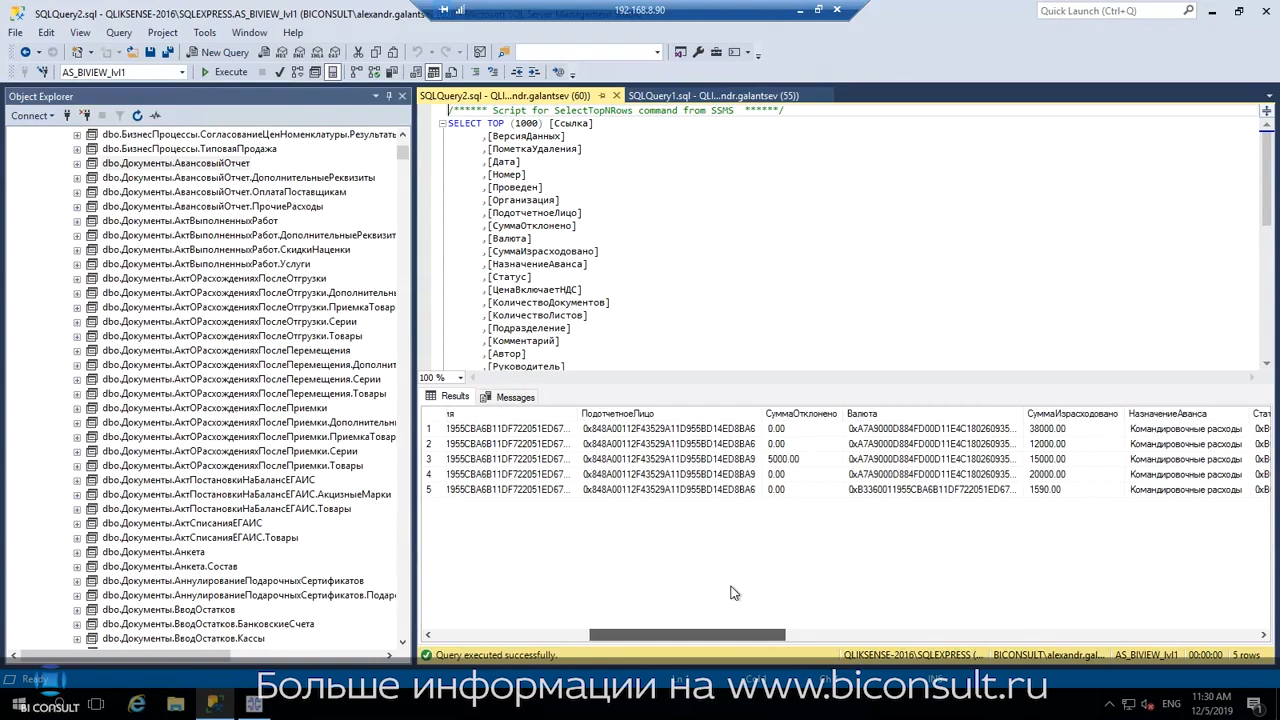 SQLQuery2.sql - QLIKSENSE-2016\SQLEXPRESS.AS_BIVIEW_lvl1 (BICONSULT\alexandr.galants
192.168.8.90
Quick Launch (Ctrl+Q)
File Edit View Query Project Tools Window Help
New Query
AS_BIVIEW_lvl1 Execute
Object Explorer
Connect
dbo.БизнесПроцессы.СогласованиеЦенНоменклатуры.Результаты
dbo.БизнесПроцессы.ТиповаяПродажа
dbo.Документы.АвансовыйОтчет
dbo.Документы.АвансовыйОтчет.ДополнительныеРеквизиты
dbo.Документы.АвансовыйОтчет.ОплатаПоставщикам
dbo.Документы.АвансовыйОтчет.ПрочиеРасходы
dbo.Документы.АктВыполненныхРабот
dbo.Документы.АктВыполненныхРабот.ДополнительныеРеквизит
dbo.Документы.АктВыполненныхРабот.СкидкиНаценки
dbo.Документы.АктВыполненныхРабот.Услуги
dbo.Документы.АктОРасхожденияхПослеОтгрузки
dbo.Документы.АктОРасхожденияхПослеОтгрузки.Дополнительны
dbo.Документы.АктОРасхожденияхПослеОтгрузки.ПриемкаТовар
dbo.Документы.АктОРасхожденияхПослеОтгрузки.Серии
dbo.Документы.АктОРасхожденияхПослеОтгрузки.Товары
dbo.Документы.АктОРасхожденияхПослеПеремещения
dbo.Документы.АктОРасхожденияхПослеПеремещения.Дополнит
dbo.Документы.АктОРасхожденияхПослеПеремещения.Серии
dbo.Документы.АктОРасхожденияхПослеПеремещения.Товары
dbo.Документы.АктОРасхожденияхПослеПриемки
dbo.Документы.АктОРасхожденияхПослеПриемки.Дополнительны
dbo.Документы.АктОРасхожденияхПослеПриемки.ПриемкаТовар
dbo.Документы.АктОРасхожденияхПослеПриемки.Серии
dbo.Документы.АктОРасхожденияхПослеПриемки.Товары
dbo.Документы.АктПостановкиНаБалансЕГАИС
dbo.Документы.АктПостановкиНаБалансЕГАИС.АкцизныеМарки
dbo.Документы.АктПостановкиНаБалансЕГАИС.Товары
dbo.Документы.АктСписанияЕГАИС
dbo.Документы.АктСписанияЕГАИС.Товары
dbo.Документы.Анкета
dbo.Документы.Анкета.Состав
dbo.Документы.АннулированиеПодарочныхСертификатов
dbo.Документы.АннулированиеПодарочныхСертификатов.Подаро
dbo.Документы.ВводОстатков
dbo.Документы.ВводОстатков.БанковскиеСчета
dbo.Документы.ВводОстатков.Кассы
SQLQuery2.sql - QLI...ndr.galantsev (60)) SQLQuery1.sql - QLI...ndr.galantsev (55))
/****** Script for SelectTopNRows command from SSMS ******/
SELECT TOP (1000) [Ссылка]
,[ВерсияДанных]
,[ПометкаУдаления]
,[Дата]
,[Номер]
,[Проведен]
,[Организация]
,[ПодотчетноеЛицо]
,[СуммаОтклонено]
,[Валюта]
,[СуммаИзрасходовано]
,[НазначениеАванса]
,[Статус]
,[ЦенаВключаетНДС]
,[КоличествоДокументов]
,[КоличествоЛистов]
,[Подразделение]
,[Комментарий]
,[Автор]
,[Руководитель]
100 %
Results Messages
ия ПодотчетноеЛицо СуммаОтклонено Валюта СуммаИзрасходовано НазначениеАванса Стат
1 1955CBA6B11DF722051ED67... 0x848A00112F43529A11D955BD14ED8BA6 0.00 0xA7A9000D884FD00D11E4C180260935... 38000.00 Командировочные расходы 0xB
2 1955CBA6B11DF722051ED67... 0x848A00112F43529A11D955BD14ED8BA6 0.00 0xA7A9000D884FD00D11E4C180260935... 12000.00 Командировочные расходы 0xB
3 1955CBA6B11DF722051ED67... 0x848A00112F43529A11D955BD14ED8BA9 5000.00 0xA7A9000D884FD00D11E4C180260935... 15000.00 Командировочные расходы 0xB
4 1955CBA6B11DF722051ED67... 0x848A00112F43529A11D955BD14ED8BA9 0.00 0xA7A9000D884FD00D11E4C180260935... 20000.00 Командировочные расходы 0xB
5 1955CBA6B11DF722051ED67... 0x848A00112F43529A11D955BD14ED8BA6 0.00 0xB3360011955CBA6B11DF722051ED67... 1590.00 Командировочные расходы 0xB
Query executed successfully. QLIKSENSE-2016\SQLEXPRESS (... BICONSULT\alexandr.gal... AS_BIVIEW_lvl1 00:00:00 5 rows
Ready
Больше информации на www.biconsult.ru
BI CONSULT
ENG
11:30 AM
12/5/2019